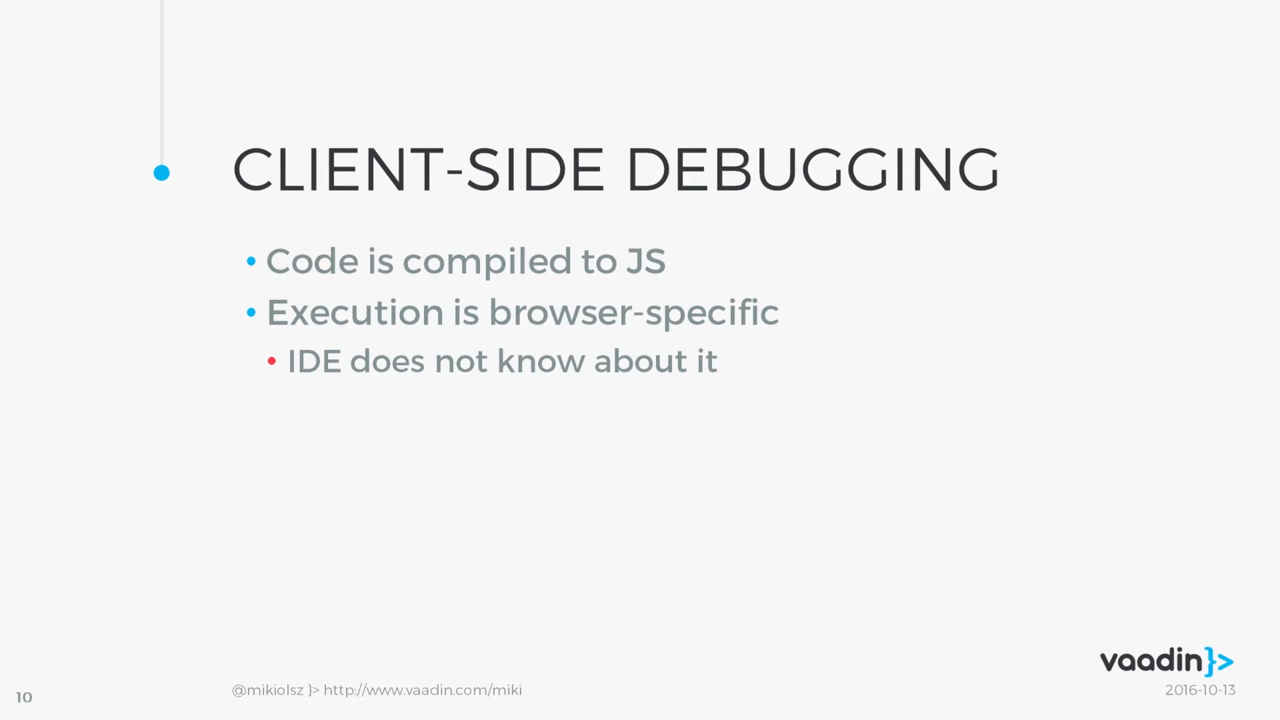 CLIENT-SIDE DEBUGGING
• Code is compiled to JS
• Execution is browser-specific
• IDE does not know about it
vaadin}>
10
@mikiolsz }> http://www.vaadin.com/miki
2016-10-13